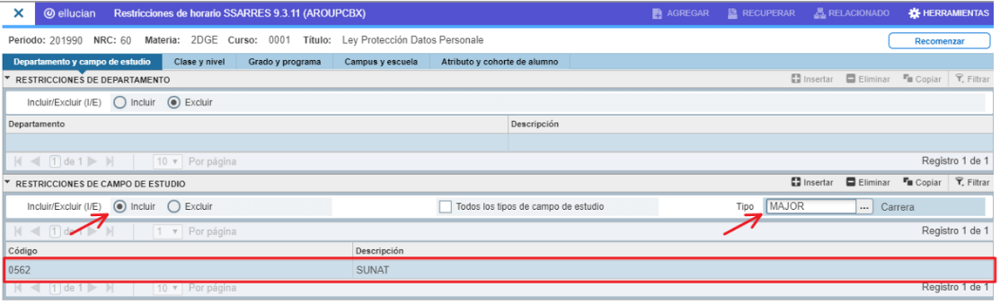 ✕ ellucian Restricciones de horario SSARRES 9.3.11 (AROUPCBX) AGREGAR RECUPERAR RELACIONADO HERRAMIENTAS
Periodo: 201990 NRC: 60 Materia: 2DGE Curso: 0001 Título: Ley Protección Datos Personale Recomenzar
Departamento y campo de estudio Clase y nivel Grado y programa Campus y escuela Atributo y cohorte de alumno
RESTRICCIONES DE DEPARTAMENTO Insertar Eliminar Copiar Filtrar
Incluir/Excluir (I/E) Incluir Excluir
Departamento Descripción
1 de 1 10 Por página Registro 1 de 1
RESTRICCIONES DE CAMPO DE ESTUDIO Insertar Eliminar Copiar Filtrar
Incluir/Excluir (I/E) Incluir Excluir Todos los tipos de campo de estudio Tipo MAJOR ... Carrera
1 de 1 1 Por página Registro 1 de 1
Código Descripción
0562 SUNAT
1 de 1 10 Por página Registro 1 de 1